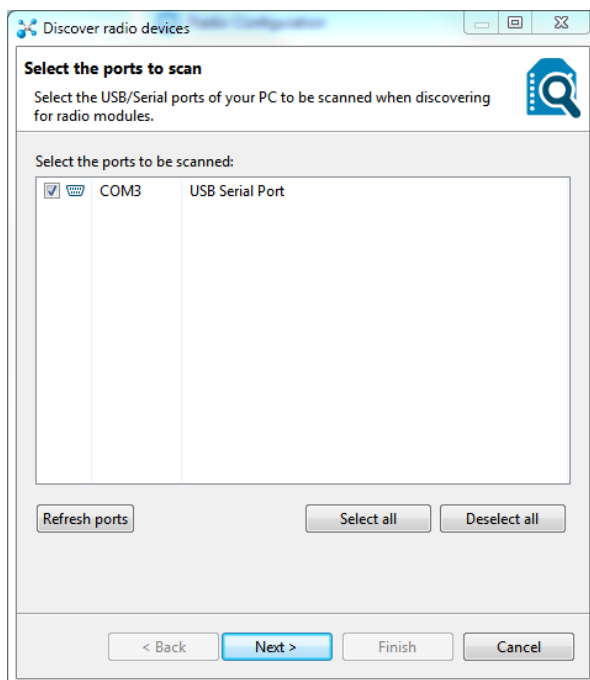 Discover radio devices
Radio Configuration
Select the ports to scan
Select the USB/Serial ports of your PC to be scanned when discovering
for radio modules.
Select the ports to be scanned:
COM3 USB Serial Port
Refresh ports Select all Deselect all
< Back Next > Finish Cancel